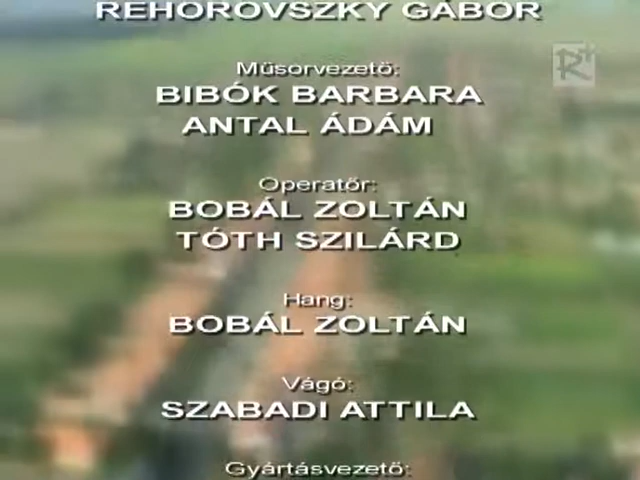 REHOROVSZKY GÁBOR
R+
Műsorvezető:
BIBÓK BARBARA
ANTAL ÁDÁM
Operatőr:
BOBÁL ZOLTÁN
TÓTH SZILÁRD
Hang:
BOBÁL ZOLTÁN
Vágó:
SZABADI ATTILA
Gyártásvezető: